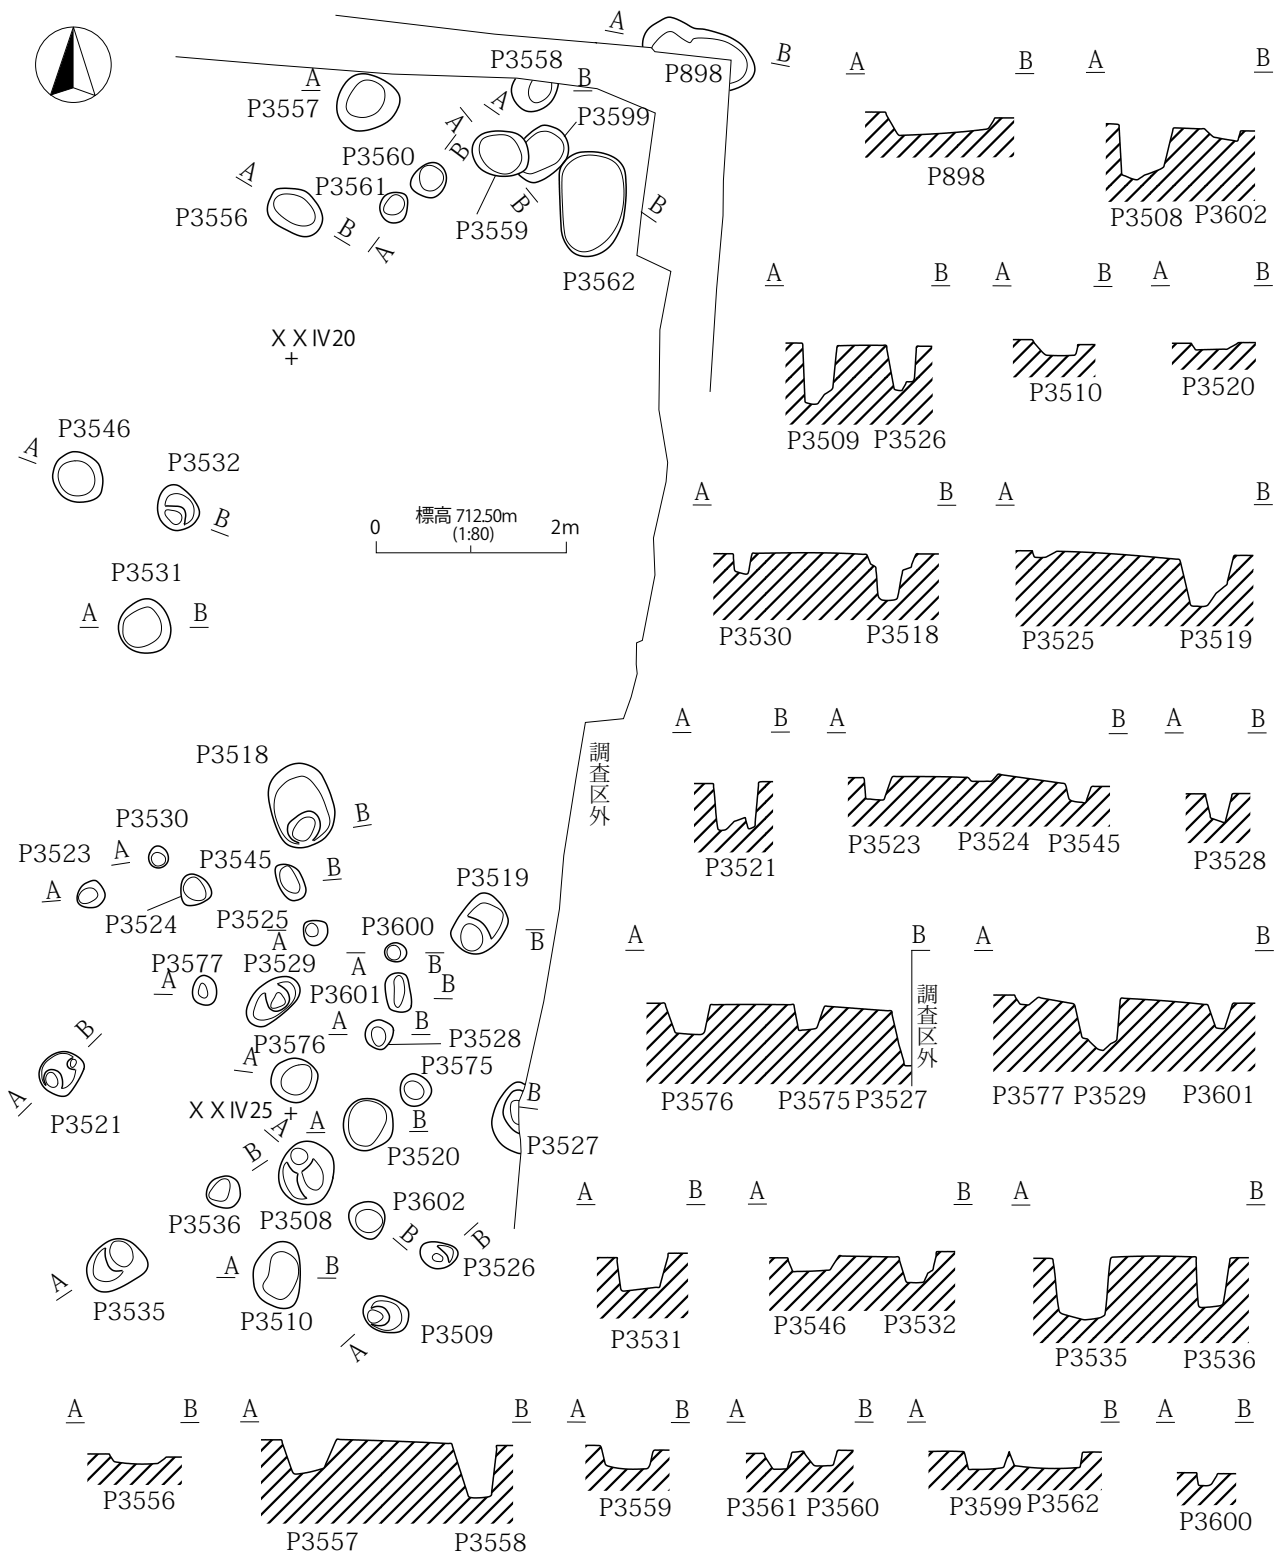 A
B
P898
P3558
A
B
P3557
A
B
P3599
A
B
P3560
A
P3561
B
P3556
B
A
P3559
B
P3562
X X IV20
P3546
A
P3532
B
0
標高 712.50m
(1:80)
2m
P3531
A
B
調査区外
P3518
B
P3530
A
P3523
A
P3545
B
P3524
P3519
B
P3525
A
P3600
A
B
P3577
A
P3529
P3601
B
A
B
P3528
P3576
A
P3575
B
B
A
P3521
X X IV25
A
A
P3520
B
P3527
B
P3536
P3508
P3602
B
B
P3526
A
P3535
A
B
P3510
P3509
A
A
B
P898
A
B
P3508
P3602
A
B
P3509
P3526
A
B
P3510
A
B
P3520
A
B
P3530
P3518
A
B
P3525
P3519
A
B
P3521
A
B
P3523
P3524
P3545
A
B
P3528
A
B
調査区外
P3576
P3575
P3527
A
B
P3577
P3529
P3601
A
B
P3531
A
B
P3546
P3532
A
B
P3535
P3536
A
B
P3556
A
B
P3557
P3558
A
B
P3559
A
B
P3561
P3560
A
B
P3599
P3562
A
B
P3600